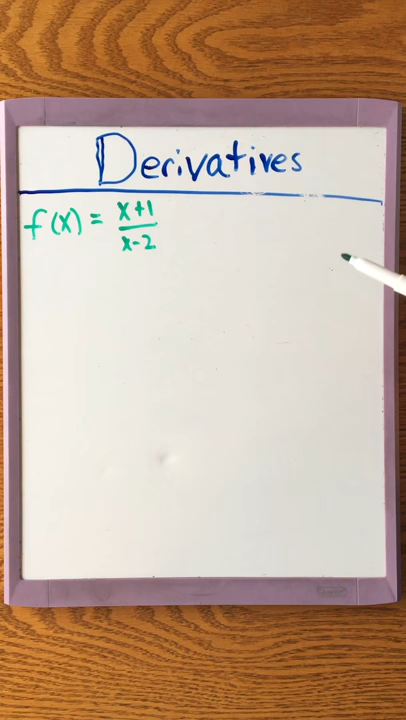 Derivatives
f(x) = x+1/x-2